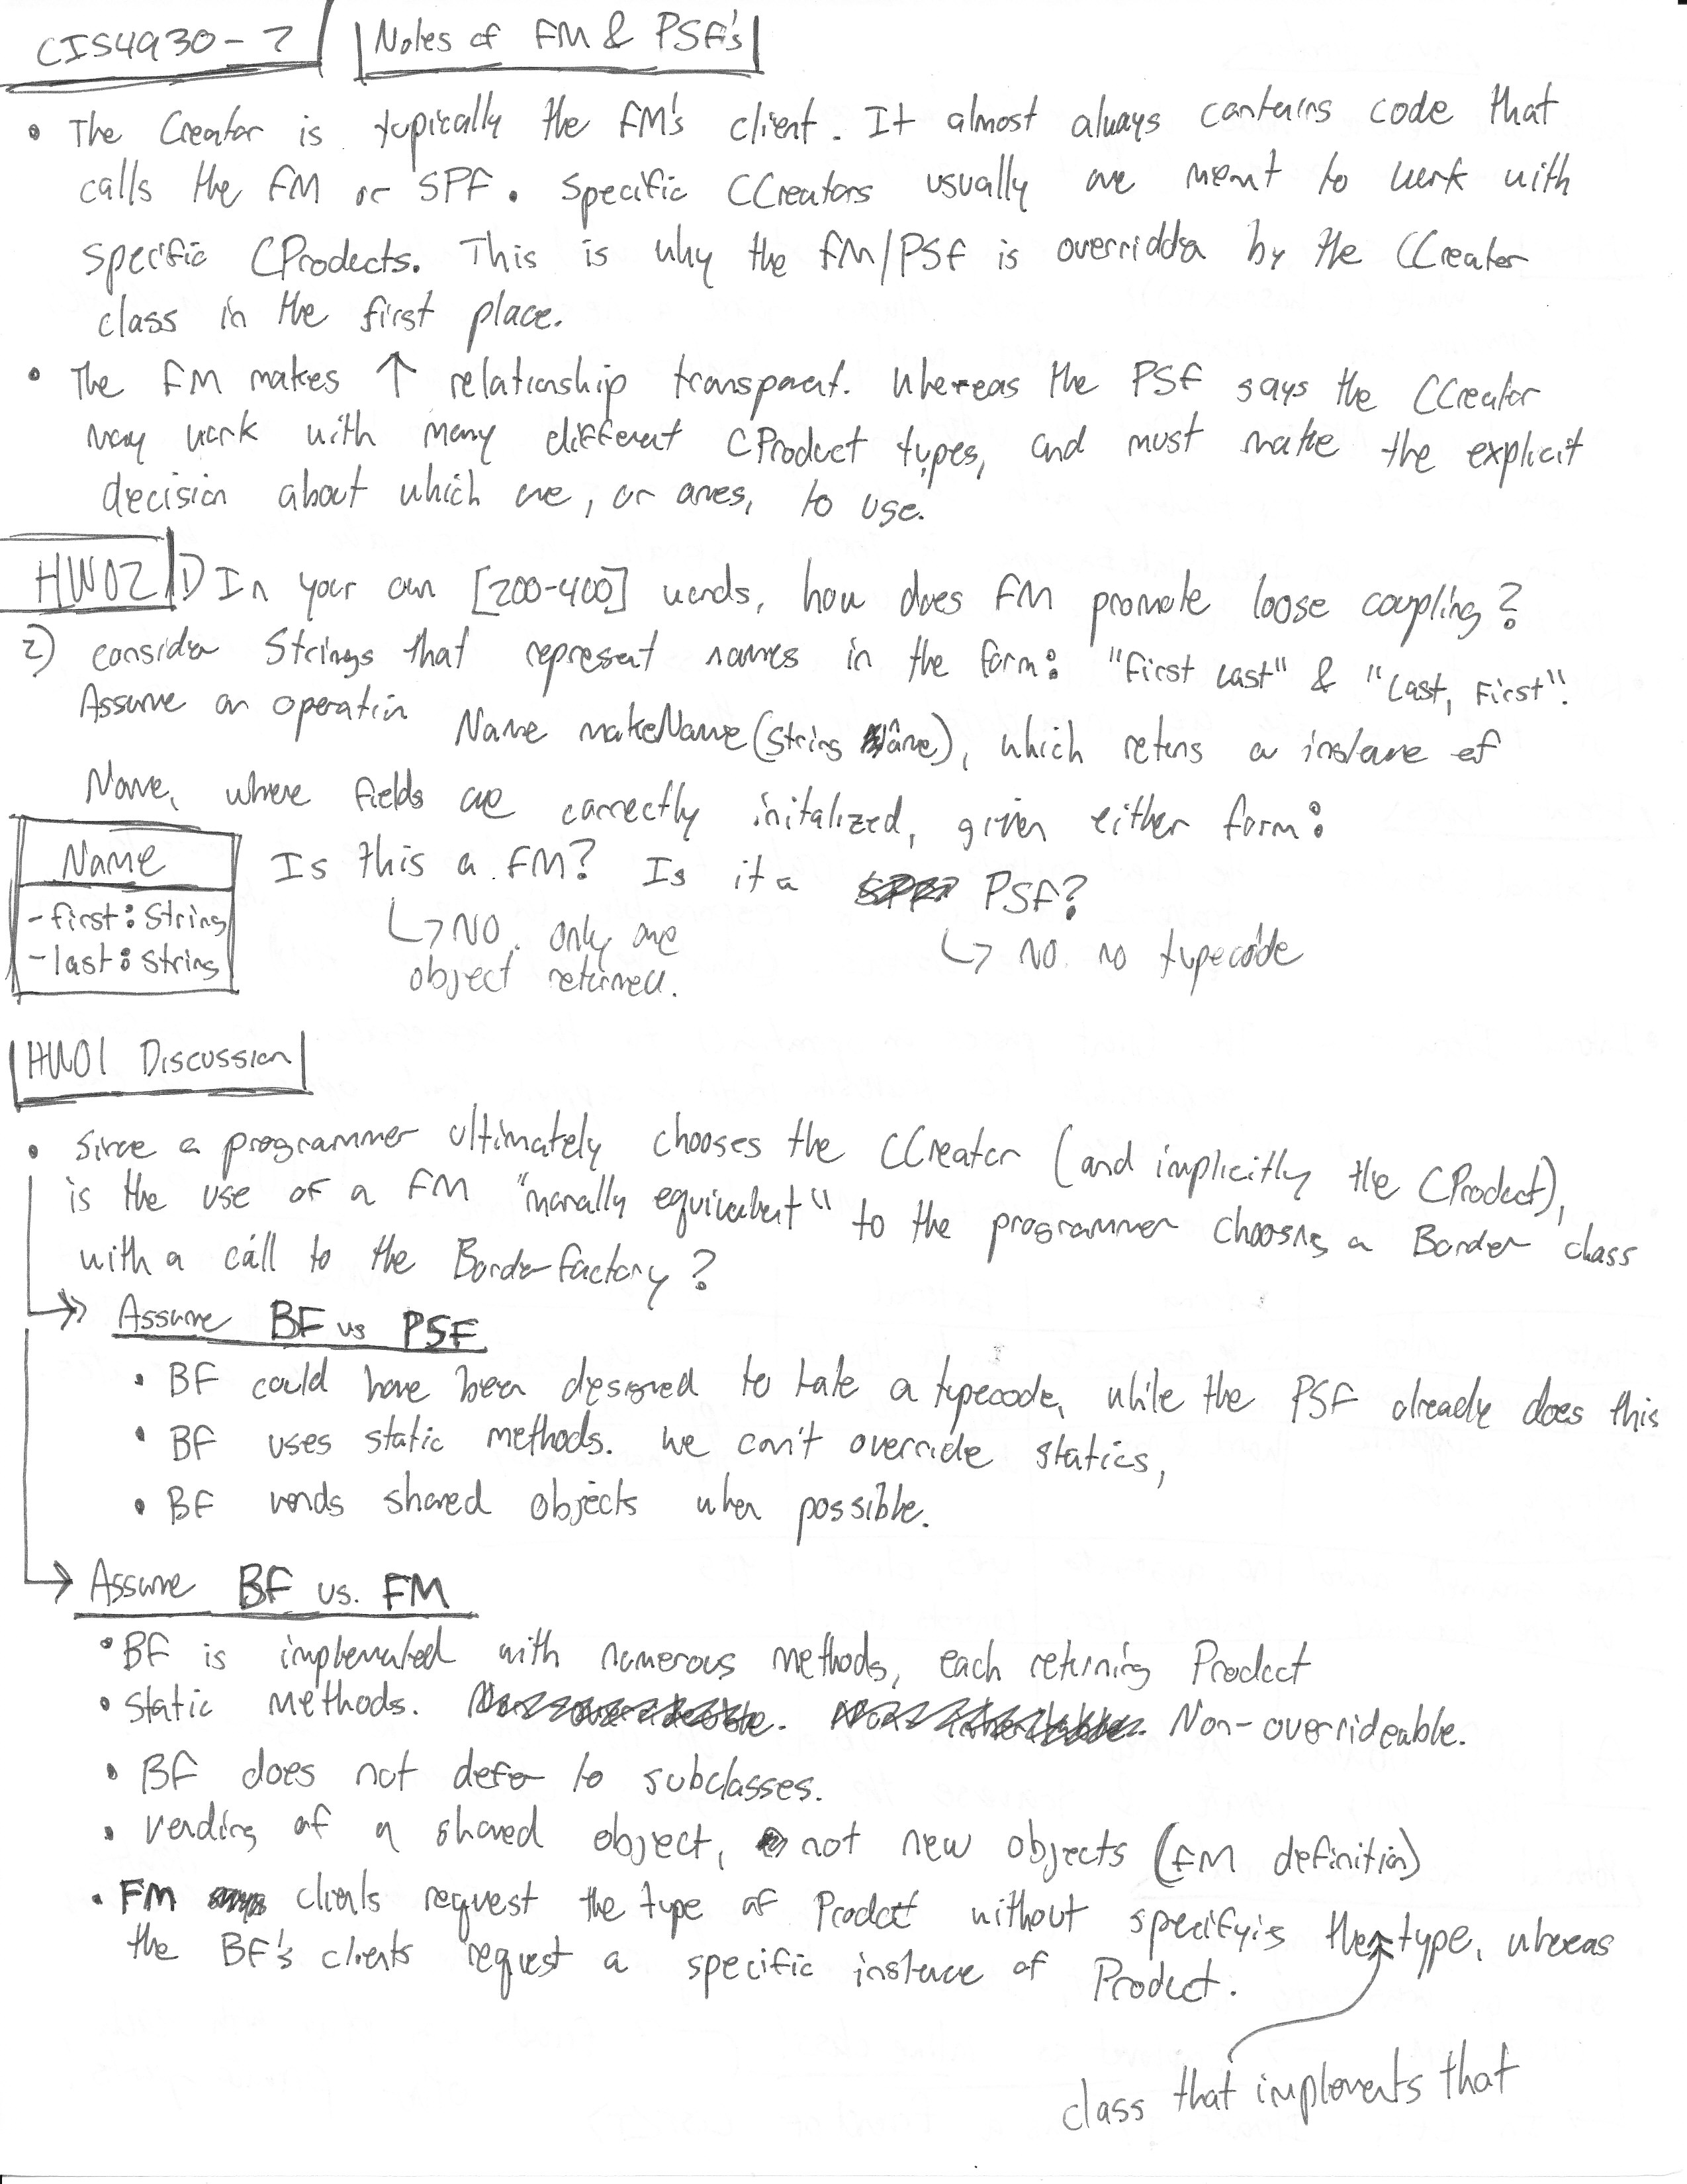 CIS4930-7
Notes of FM & PSF's
• The Creator is typically the FM's client. It almost always contains code that
calls the FM or SPF. Specific CCreators usually are meant to work with
specific CProducts. This is why the FM/PSF is overridden by the CCreator
class in the first place.
• The FM makes ↑ relationship transparent. Whereas the PSF says the CCreator
may work with many different CProduct types, and must make the explicit
decision about which one, or ones, to use.
HW02 1) In your own [200-400] words, how does FM promote loose coupling?
2) consider Strings that represent names in the form: "First Last" & "Last, First".
Assume an operation Name makeName(String Name), which returns a instance of
Name, where fields are correctly initalized, given either form:
Name
-first: String
-last: String
Is this a FM? Is it a PSF?
↳ NO. only one
object returned.
↳ NO. no typecode
HW01 Discussion
• Since a programmer ultimately chooses the CCreator (and implicitly the CProduct),
is the use of a FM "morally equivalent" to the programmer choosing a Border class
with a call to the BorderFactory?
Assume BF vs PSF
• BF could have been designed to take a typecode, while the PSF already does this
• BF uses static methods. We can't override statics,
• BF vends shared objects when possible.
→ Assume BF vs. FM
• BF is implemented with numerous methods, each returning Product
• Static methods. Non-overrideable.
• BF does not defer to subclasses.
• Vending of a shared object, not new objects (FM definition)
• FM clients request the type of Product without specifying the type, whereas
the BF's clients request a specific instance of Product.
class that implements that